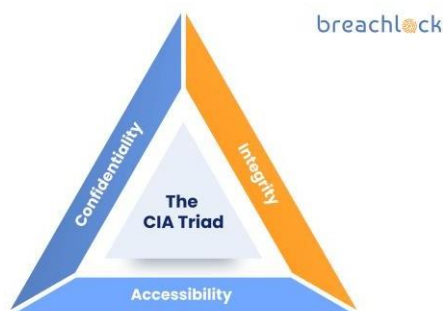 breachlock
Confidentiality
Integrity
The
CIA Triad
Accessibility